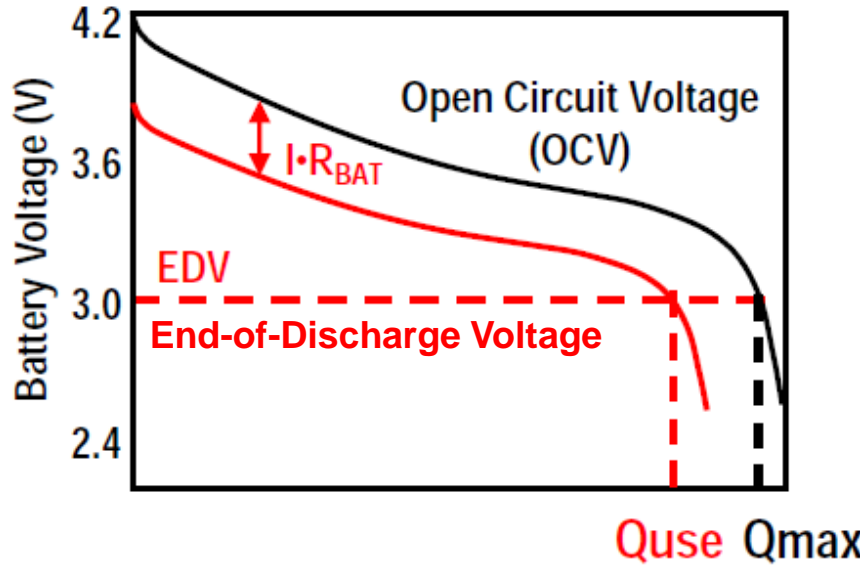 4.2
3.6
3.0
2.4
Battery Voltage (V)
Open Circuit Voltage
(OCV)
I•R_BAT
EDV
End-of-Discharge Voltage
Quse Qmax